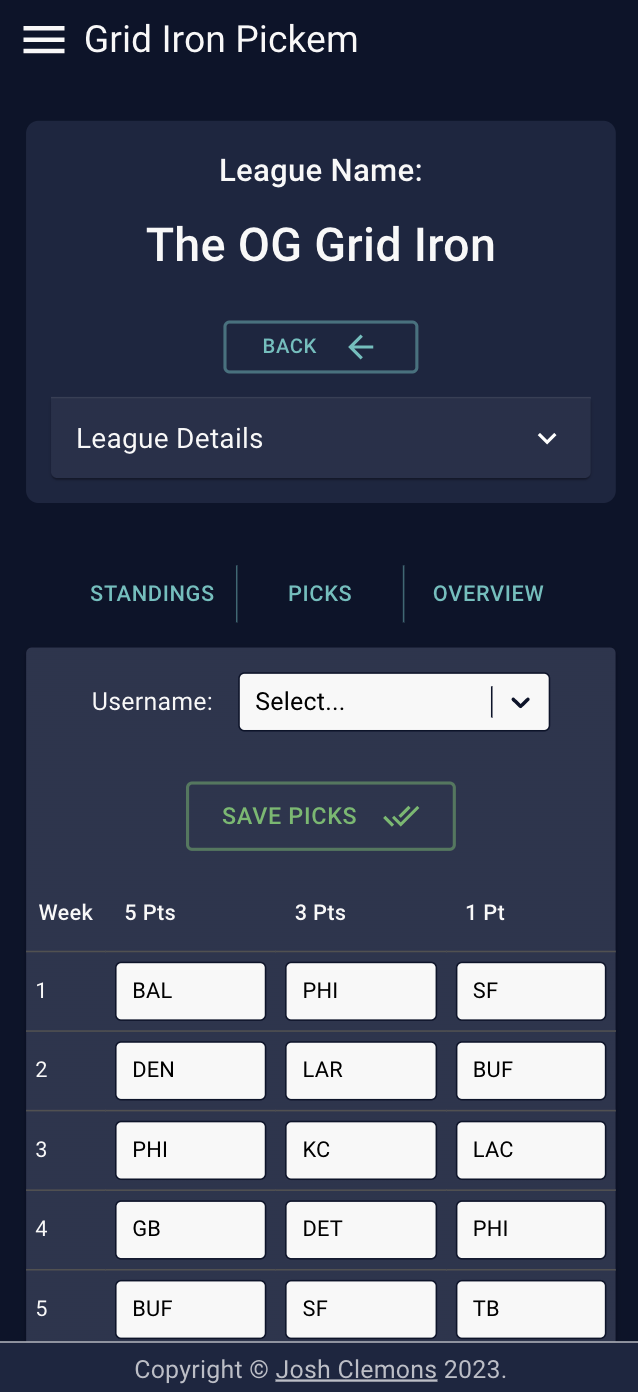 Grid Iron Pickem
League Name:
The OG Grid Iron
BACK
League Details
STANDINGS PICKS OVERVIEW
Username: Select...
SAVE PICKS
Week 5 Pts 3 Pts 1 Pt
1 BAL PHI SF
2 DEN LAR BUF
3 PHI KC LAC
4 GB DET PHI
5 BUF SF TB
Copyright © Josh Clemons 2023.